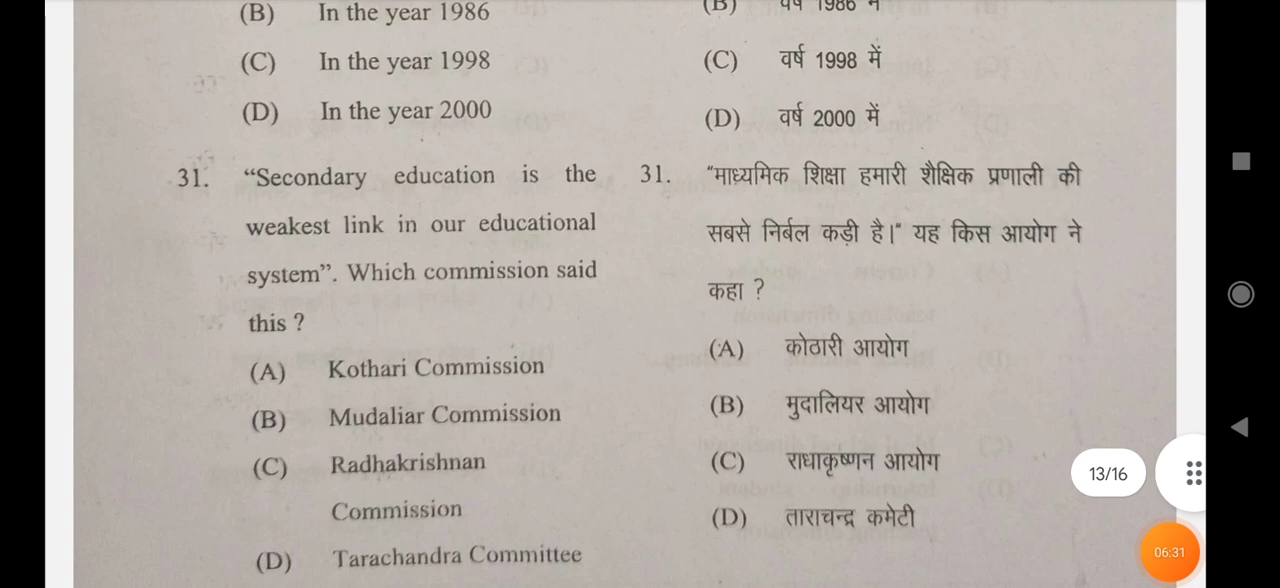 (B) In the year 1986
(C) In the year 1998
(D) In the year 2000
31. "Secondary education is the
weakest link in our educational
system". Which commission said
this ?
(A) Kothari Commission
(B) Mudaliar Commission
(C) Radhakrishnan
Commission
(D) Tarachandra Committee
(B) वर्ष 1986 में
(C) वर्ष 1998 में
(D) वर्ष 2000 में
31. "माध्यमिक शिक्षा हमारी शैक्षिक प्रणाली की
सबसे निर्बल कड़ी है।" यह किस आयोग ने
कहा ?
(A) कोठारी आयोग
(B) मुदालियर आयोग
(C) राधाकृष्णन आयोग
(D) ताराचन्द्र कमेटी
13/16
06:31